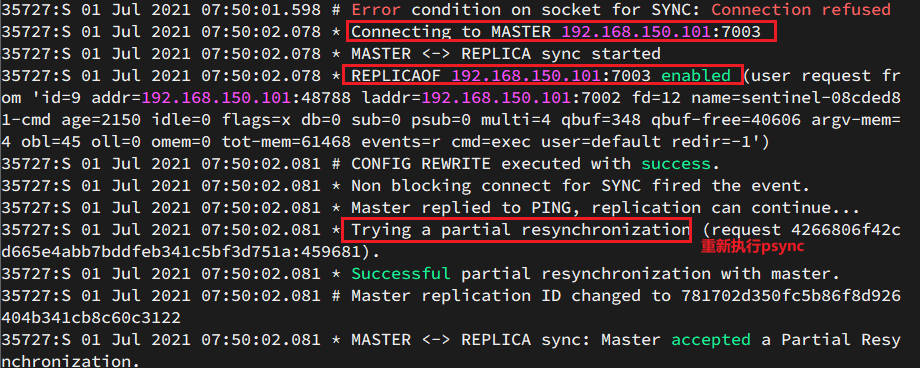 35727:S 01 Jul 2021 07:50:01.598 # Error condition on socket for SYNC: Connection refused
35727:S 01 Jul 2021 07:50:02.078 * Connecting to MASTER 192.168.150.101:7003
35727:S 01 Jul 2021 07:50:02.078 * MASTER <-> REPLICA sync started
35727:S 01 Jul 2021 07:50:02.078 * REPLICAOF 192.168.150.101:7003 enabled (user request fr
om 'id=9 addr=192.168.150.101:48788 laddr=192.168.150.101:7002 fd=12 name=sentinel-08cded8
1-cmd age=2150 idle=0 flags=x db=0 sub=0 psub=0 multi=4 qbuf=348 qbuf-free=40606 argv-mem=
4 obl=45 oll=0 omem=0 tot-mem=61468 events=r cmd=exec user=default redir=-1')
35727:S 01 Jul 2021 07:50:02.081 # CONFIG REWRITE executed with success.
35727:S 01 Jul 2021 07:50:02.081 * Non blocking connect for SYNC fired the event.
35727:S 01 Jul 2021 07:50:02.081 * Master replied to PING, replication can continue...
35727:S 01 Jul 2021 07:50:02.081 * Trying a partial resynchronization (request 4266806f42c
d665e4abb7bddfeb341c5bf3d751a:459681).
重新执行psync
35727:S 01 Jul 2021 07:50:02.081 * Successful partial resynchronization with master.
35727:S 01 Jul 2021 07:50:02.081 # Master replication ID changed to 781702d350fc5b86f8d926
404b341cb8c60c3122
35727:S 01 Jul 2021 07:50:02.081 * MASTER <-> REPLICA sync: Master accepted a Partial Resy
nchronization.